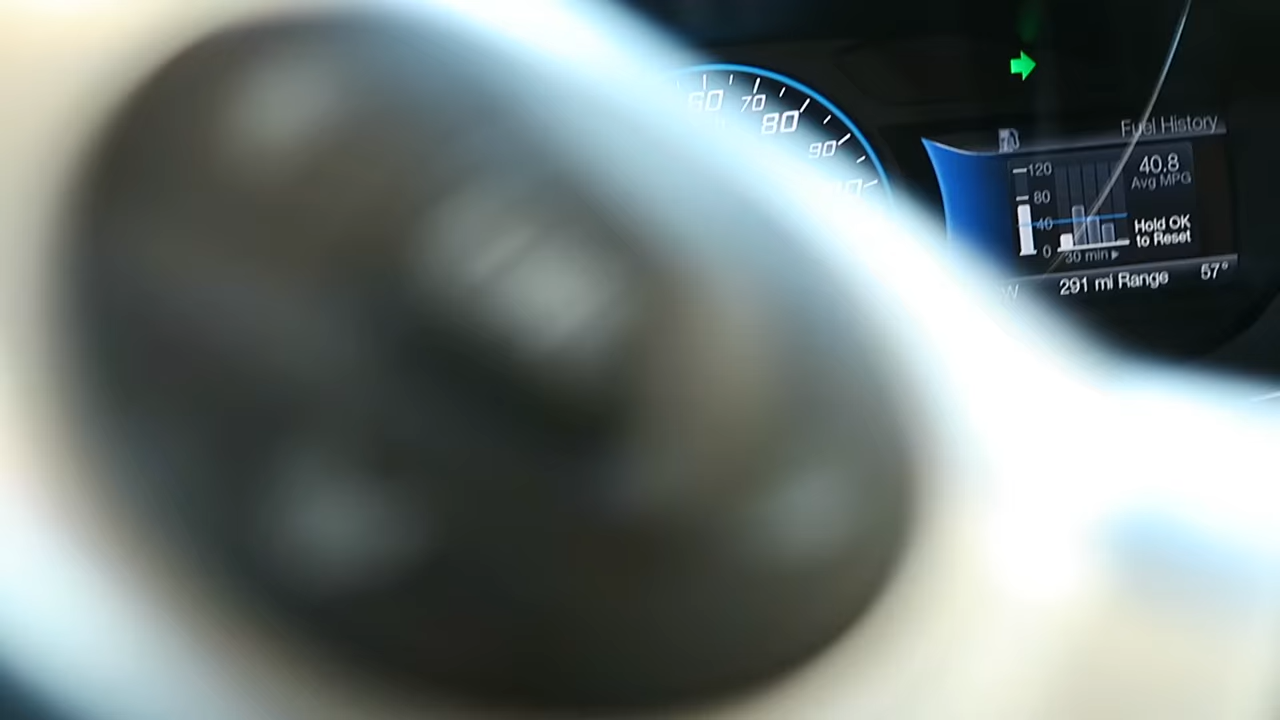 60
70
80
90
Fuel History
120
80
40
0
40.8
Avg MPG
Hold OK
to Reset
30 min
291 mi Range
57°